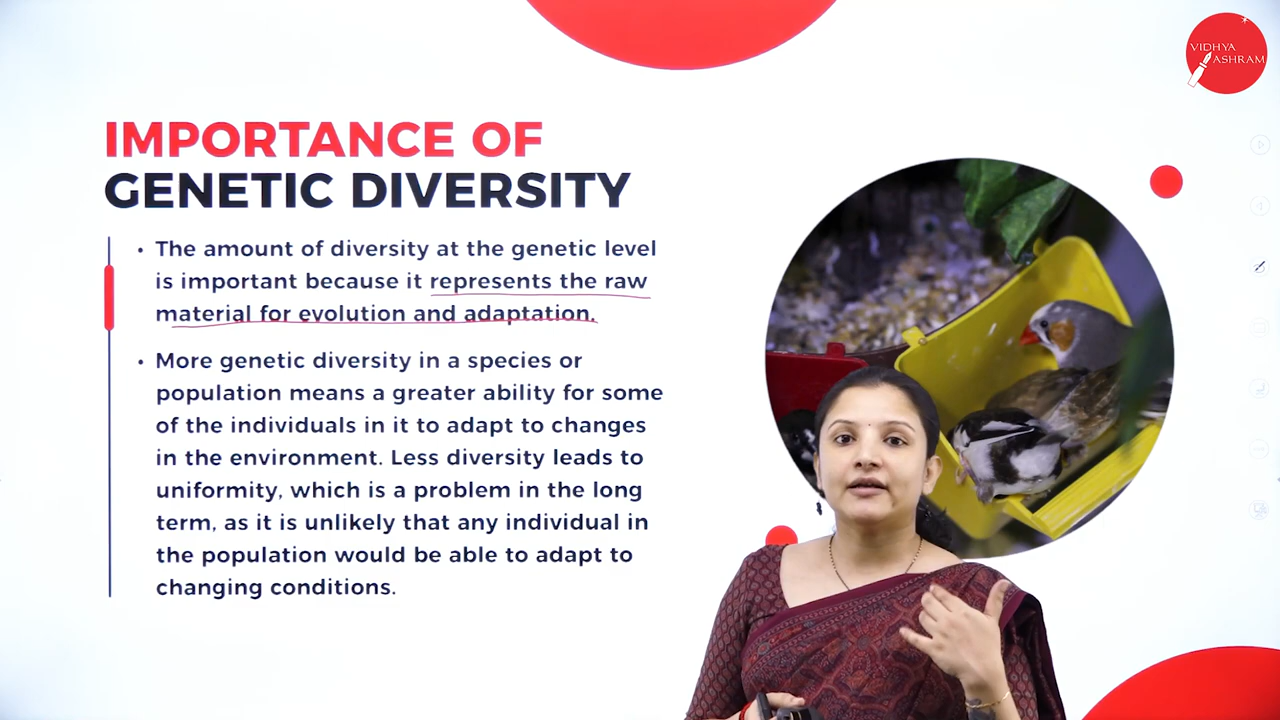 VIDHYA
ASHRAM
IMPORTANCE OF
GENETIC DIVERSITY
• The amount of diversity at the genetic level
is important because it represents the raw
material for evolution and adaptation.
• More genetic diversity in a species or
population means a greater ability for some
of the individuals in it to adapt to changes
in the environment. Less diversity leads to
uniformity, which is a problem in the long
term, as it is unlikely that any individual in
the population would be able to adapt to
changing conditions.